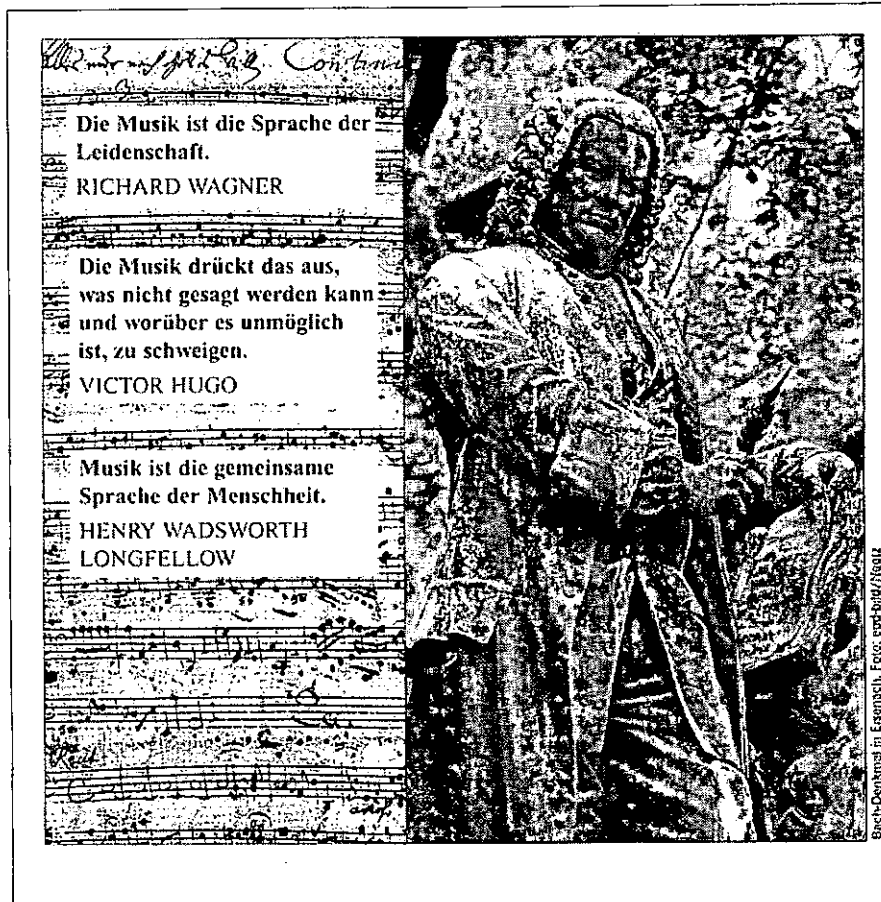 Die Musik ist die Sprache der
Leidenschaft.
RICHARD WAGNER
Die Musik drückt das aus,
was nicht gesagt werden kann
und worüber es unmöglich
ist, zu schweigen.
VICTOR HUGO
Musik ist die gemeinsame
Sprache der Menschheit.
HENRY WADSWORTH
LONGFELLOW
Bach-Denkmal in Eisenach. Foto: epd-bild/